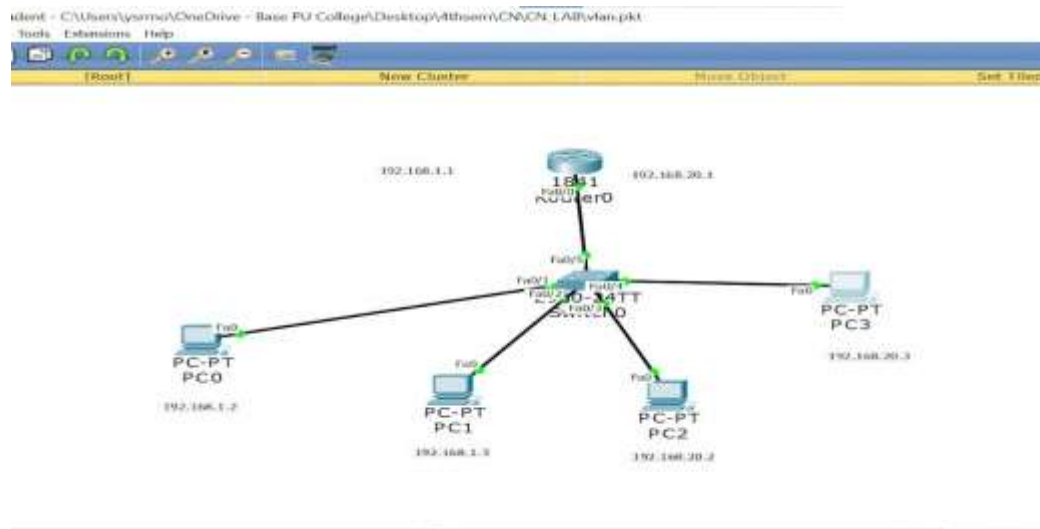 dent - C:\Users\ysrmo\OneDrive - Base PU College\Desktop\4thsem\CN\CN LAB\vlan.pkt
Tools Extensions Help
[Root] New Cluster Move Object Set Tiled
192.168.1.1
192.168.20.1
1841
Router0
Fa0/0
Fa0/5
Fa0/1
Fa0/2
Fa0/4
Fa0/3
2950-24TT
Switch0
Fa0
PC-PT
PC3
192.168.20.3
Fa0
PC-PT
PC0
192.168.1.2
Fa0
PC-PT
PC1
192.168.1.3
Fa0
PC-PT
PC2
192.168.20.2